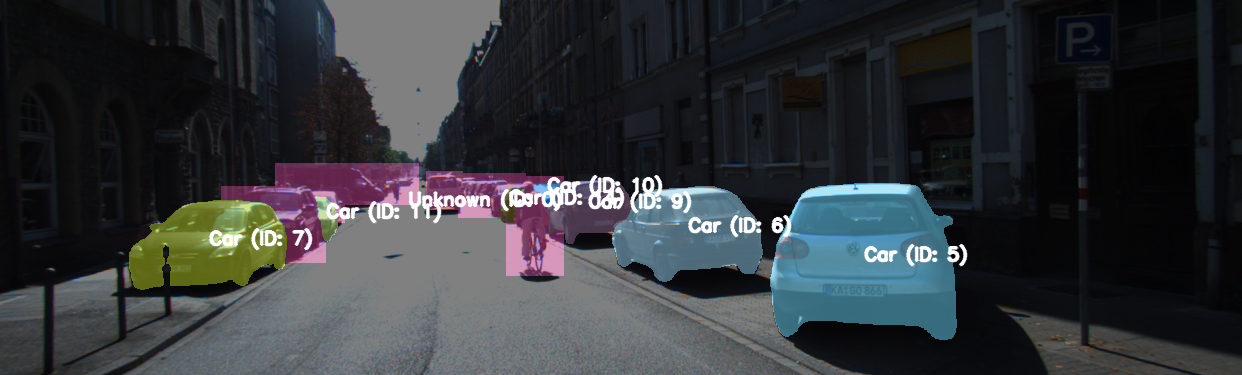 P
Car (ID: 10)
Unknown
Car (ID: 9)
Car (ID: 11)
Car (ID: 6)
Car (ID: 7)
Car (ID: 5)